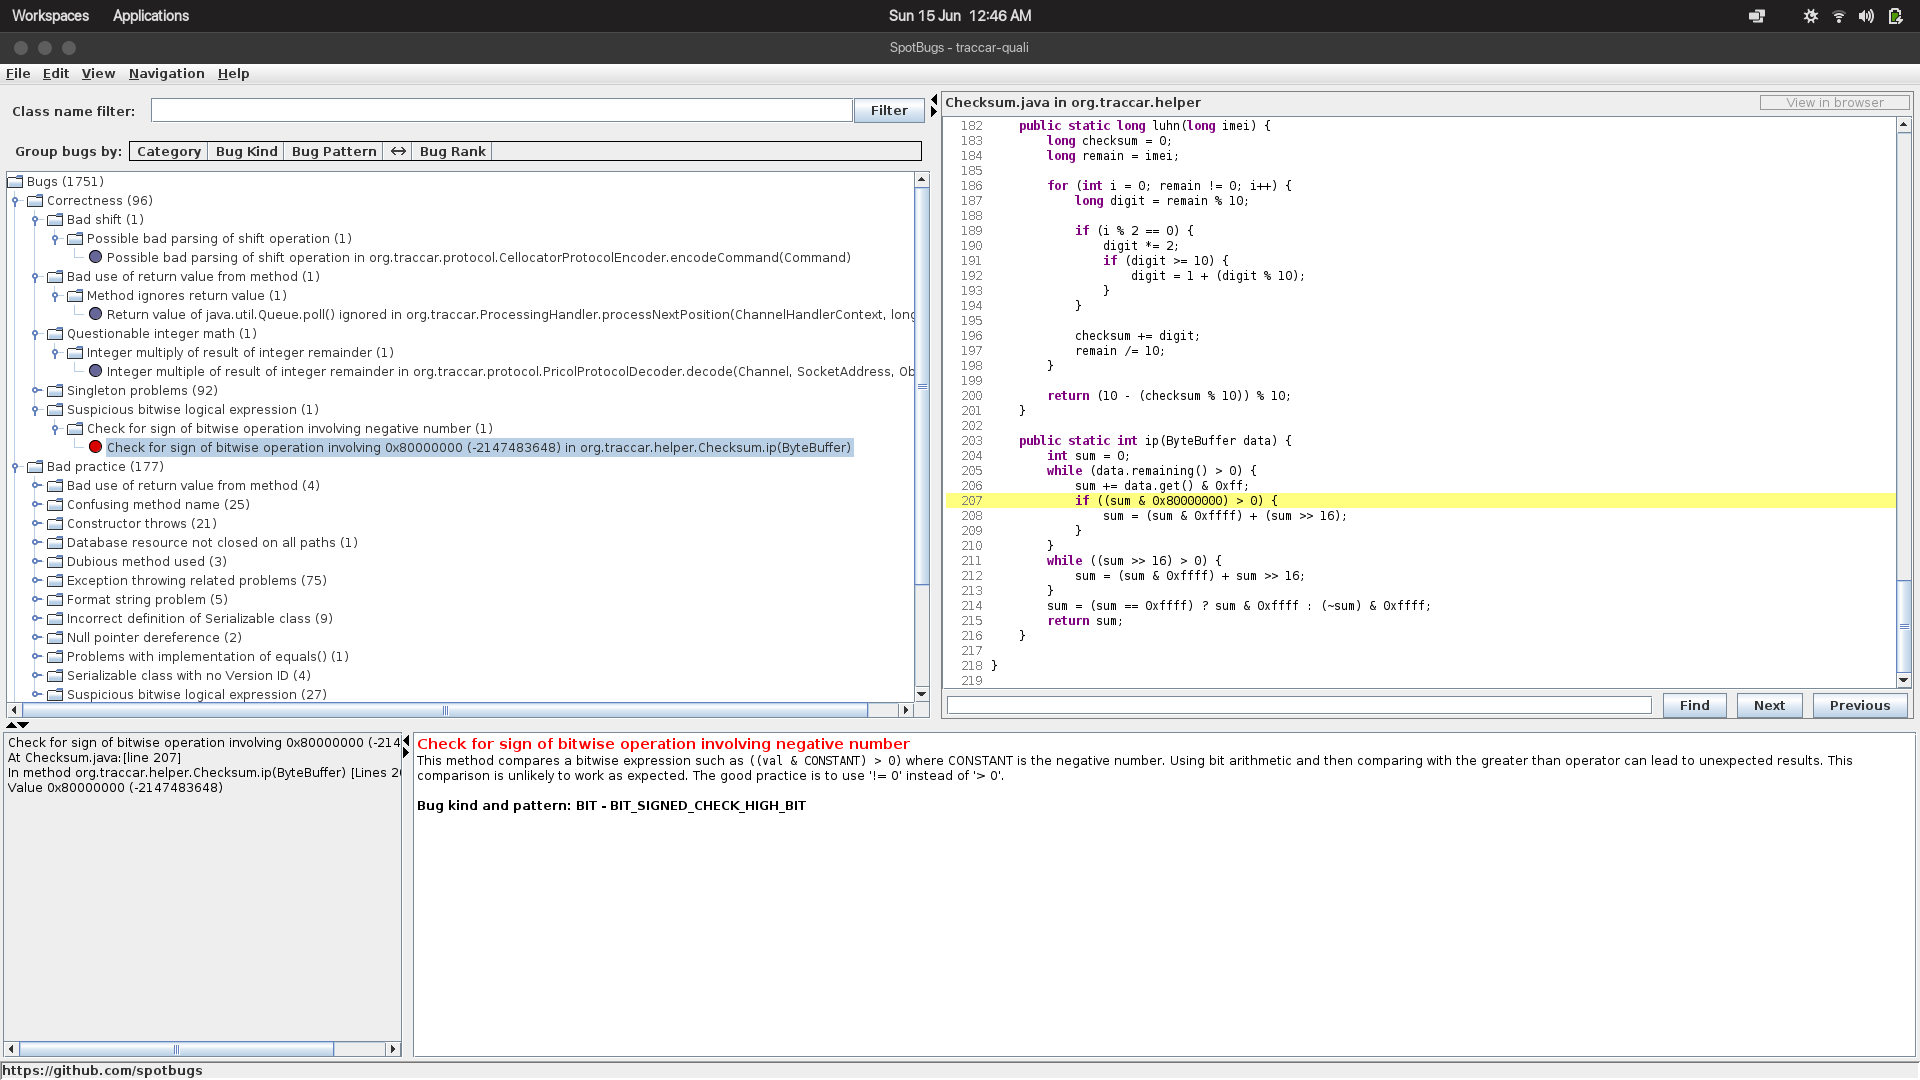 Workspaces Applications Sun 15 Jun 12:46 AM
SpotBugs - traccar-quali
File Edit View Navigation Help
Class name filter: Filter
Group bugs by: Category Bug Kind Bug Pattern ↔ Bug Rank
Bugs (1751)
Correctness (96)
Bad shift (1)
Possible bad parsing of shift operation (1)
Possible bad parsing of shift operation in org.traccar.protocol.CellocatorProtocolEncoder.encodeCommand(Command)
Bad use of return value from method (1)
Method ignores return value (1)
Return value of java.util.Queue.poll() ignored in org.traccar.ProcessingHandler.processNextPosition(ChannelHandlerContext, long
Questionable integer math (1)
Integer multiply of result of integer remainder (1)
Integer multiple of result of integer remainder in org.traccar.protocol.PricolProtocolDecoder.decode(Channel, SocketAddress, Ob
Singleton problems (92)
Suspicious bitwise logical expression (1)
Check for sign of bitwise operation involving negative number (1)
Check for sign of bitwise operation involving 0x80000000 (-2147483648) in org.traccar.helper.Checksum.ip(ByteBuffer)
Bad practice (177)
Bad use of return value from method (4)
Confusing method name (25)
Constructor throws (21)
Database resource not closed on all paths (1)
Dubious method used (3)
Exception throwing related problems (75)
Format string problem (5)
Incorrect definition of Serializable class (9)
Null pointer dereference (2)
Problems with implementation of equals() (1)
Serializable class with no Version ID (4)
Suspicious bitwise logical expression (27)
Checksum.java in org.traccar.helper View in browser
182 public static long luhn(long imei) {
183 long checksum = 0;
184 long remain = imei;
185
186 for (int i = 0; remain != 0; i++) {
187 long digit = remain % 10;
188
189 if (i % 2 == 0) {
190 digit *= 2;
191 if (digit >= 10) {
192 digit = 1 + (digit % 10);
193 }
194 }
195
196 checksum += digit;
197 remain /= 10;
198 }
199
200 return (10 - (checksum % 10)) % 10;
201 }
202
203 public static int ip(ByteBuffer data) {
204 int sum = 0;
205 while (data.remaining() > 0) {
206 sum += data.get() & 0xff;
207 if ((sum & 0x80000000) > 0) {
208 sum = (sum & 0xffff) + (sum >> 16);
209 }
210 }
211 while ((sum >> 16) > 0) {
212 sum = (sum & 0xffff) + sum >> 16;
213 }
214 sum = (sum == 0xffff) ? sum & 0xffff : (~sum) & 0xffff;
215 return sum;
216 }
217
218 }
219
Find Next Previous
Check for sign of bitwise operation involving 0x80000000 (-214
At Checksum.java:[line 207]
In method org.traccar.helper.Checksum.ip(ByteBuffer) [Lines 20
Value 0x80000000 (-2147483648)
Check for sign of bitwise operation involving negative number
This method compares a bitwise expression such as ((val & CONSTANT) > 0) where CONSTANT is the negative number. Using bit arithmetic and then comparing with the greater than operator can lead to unexpected results. This
comparison is unlikely to work as expected. The good practice is to use '!= 0' instead of '> 0'.
Bug kind and pattern: BIT - BIT_SIGNED_CHECK_HIGH_BIT
https://github.com/spotbugs